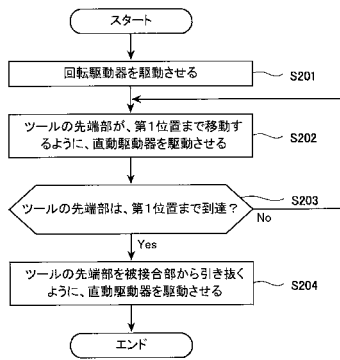 スタート
回転駆動器を駆動させる
S201
ツールの先端部が、第1位置まで移動す
るように、直動駆動器を駆動させる
S202
ツールの先端部は、第1位置まで到達？
S203
No
Yes
ツールの先端部を被接合部から引き抜く
ように、直動駆動器を駆動させる
S204
エンド